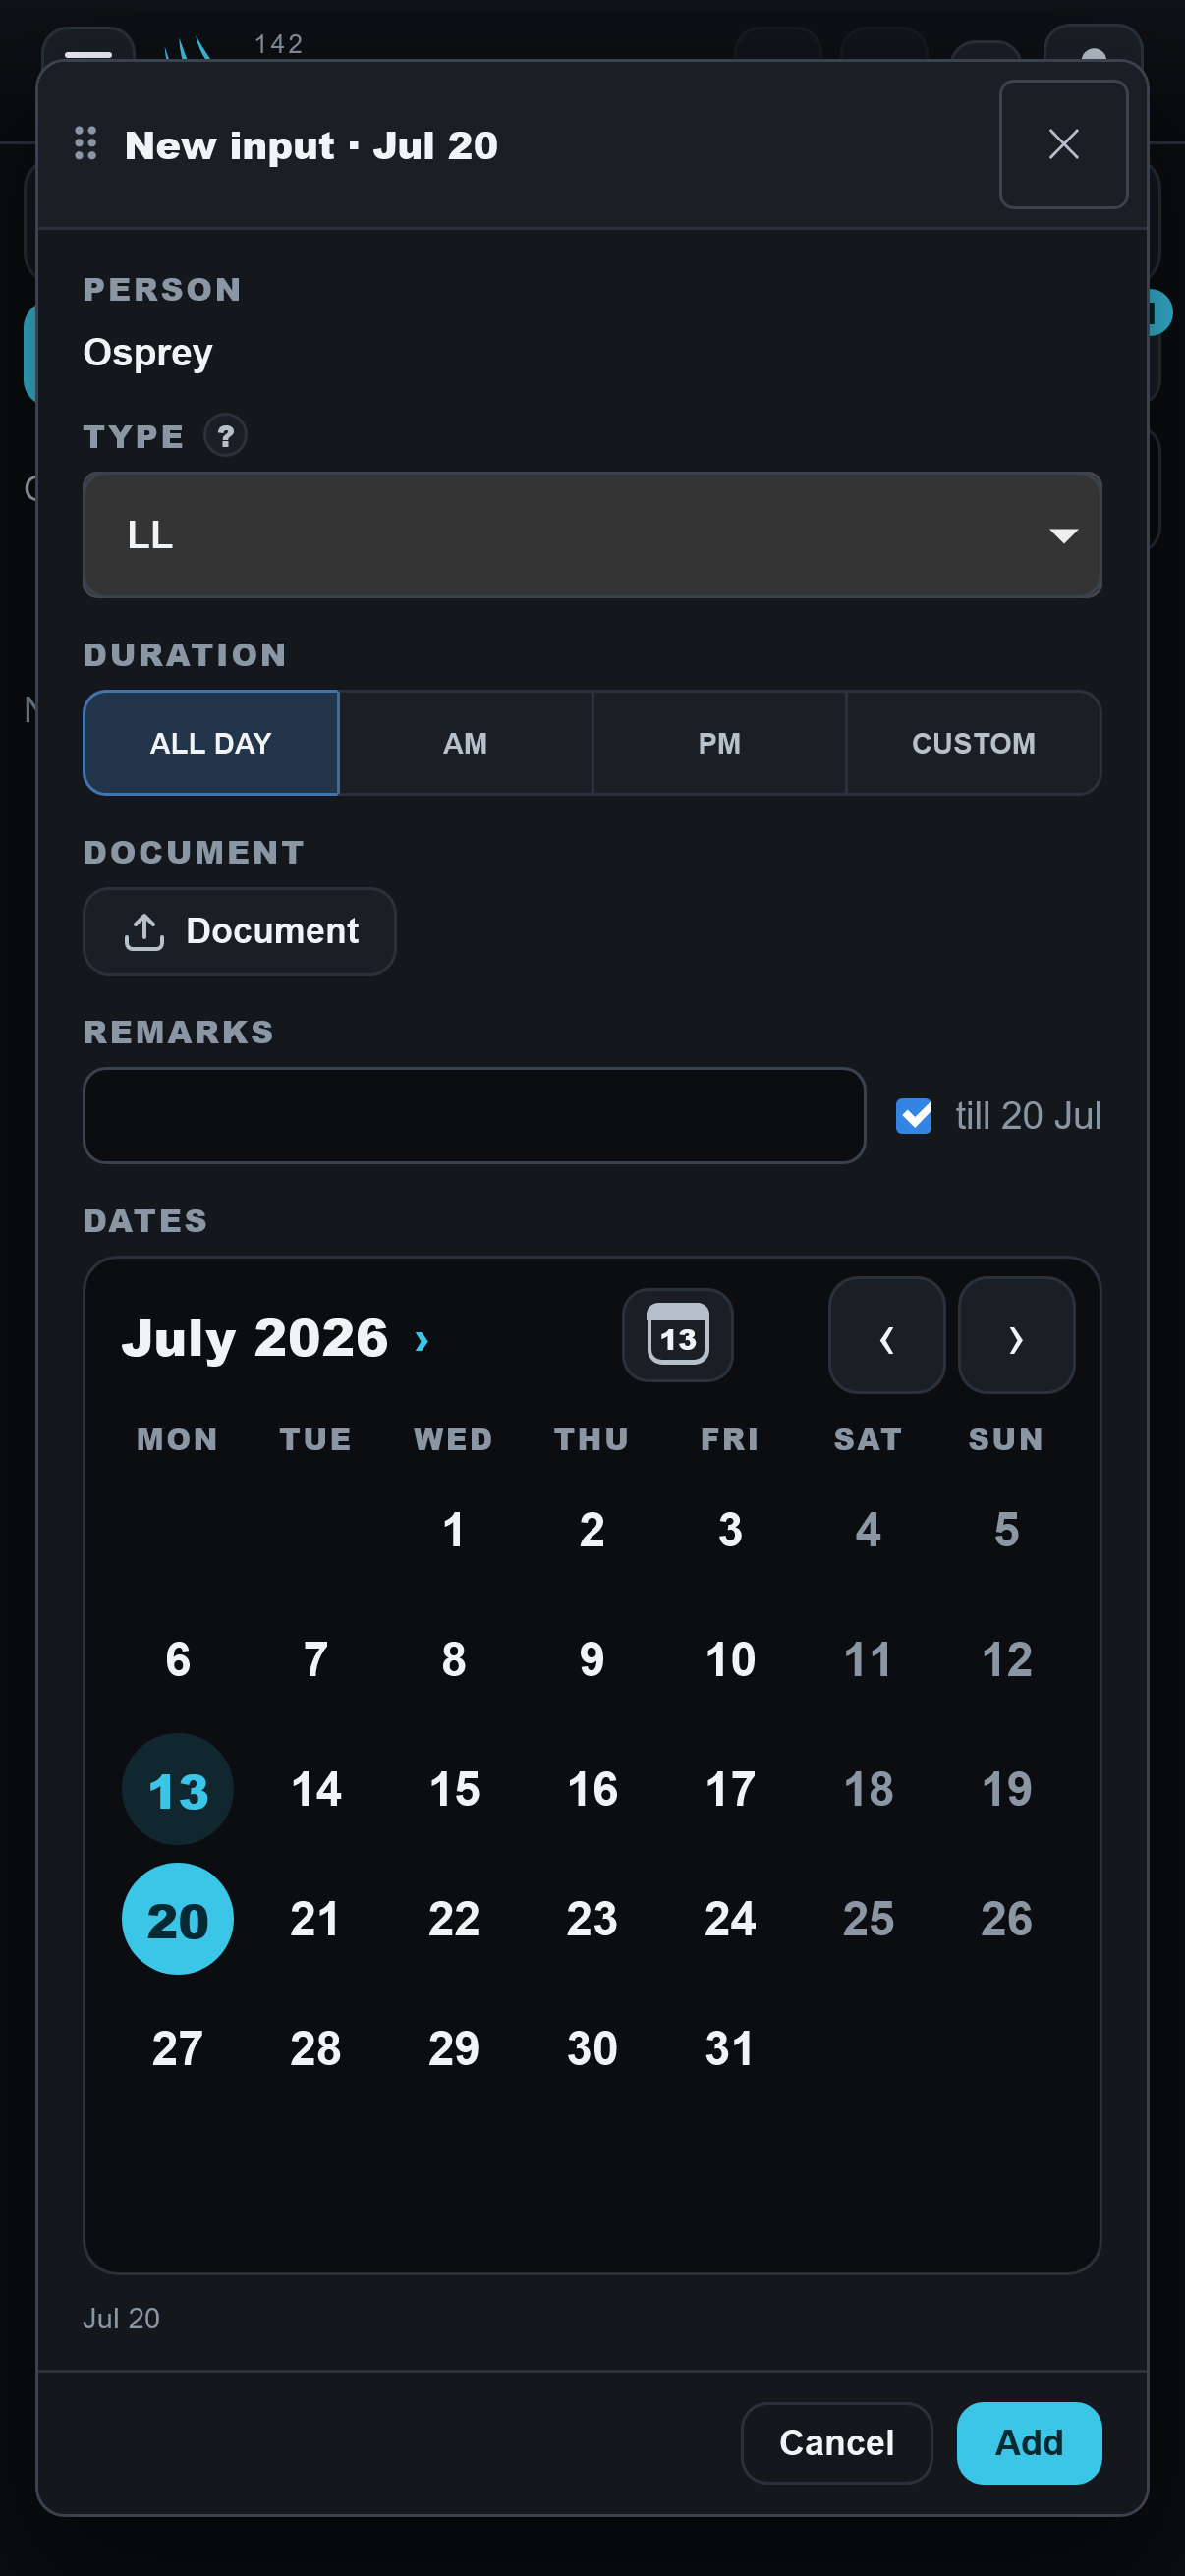 142
New input · Jul 20
PERSON
Osprey
TYPE ?
LL
DURATION
ALL DAY AM PM CUSTOM
DOCUMENT
Document
REMARKS
till 20 Jul
DATES
July 2026 ›
13
‹ ›
MON TUE WED THU FRI SAT SUN
1 2 3 4 5
6 7 8 9 10 11 12
13 14 15 16 17 18 19
20 21 22 23 24 25 26
27 28 29 30 31
Jul 20
Cancel Add